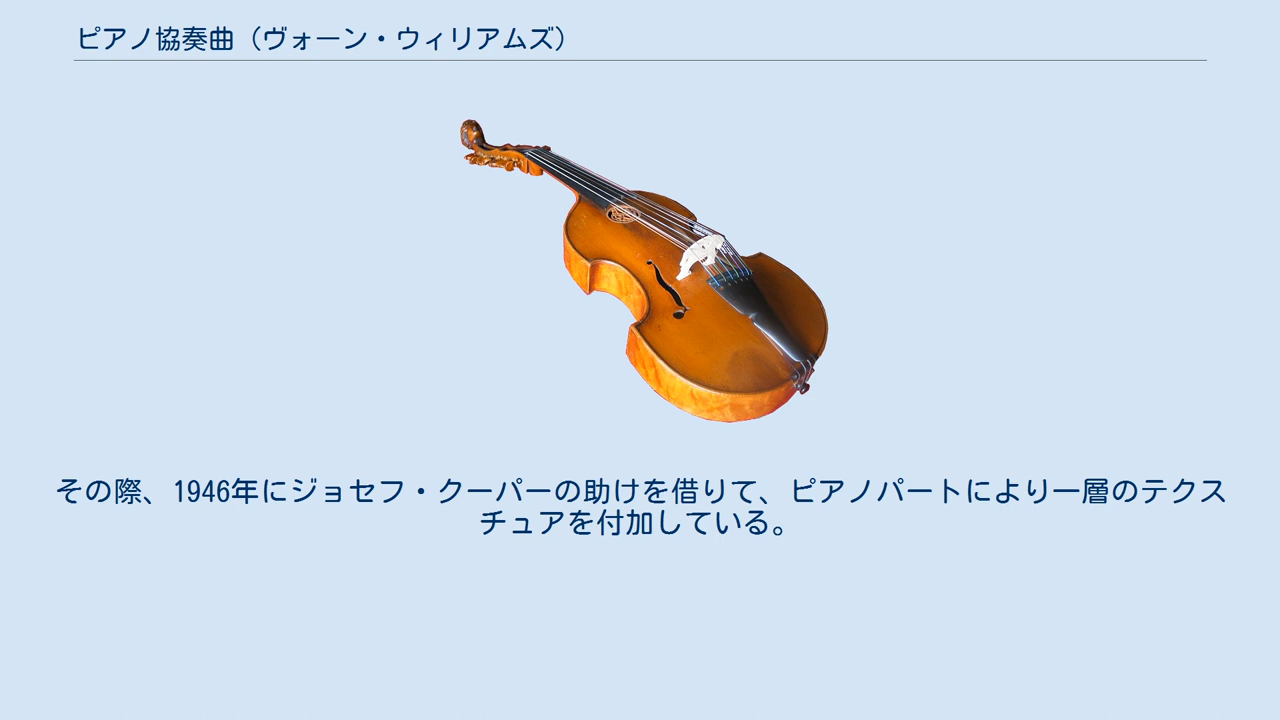 ピアノ協奏曲（ヴォーン・ウィリアムズ）
その際、1946年にジョセフ・クーパーの助けを借りて、ピアノパートにより一層のテクス
チュアを付加している。